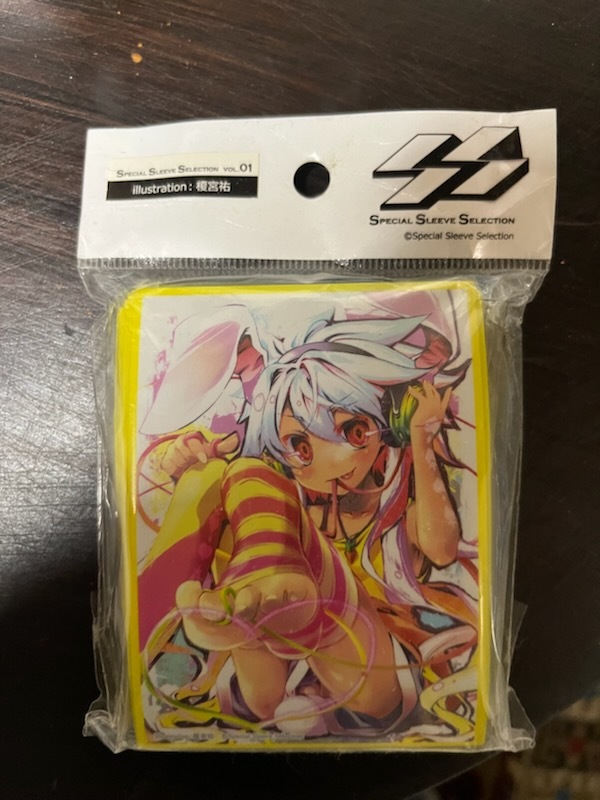 SPECIAL SLEEVE SELECTION VOL.01
illustration : 榎宮祐
SPECIAL SLEEVE SELECTION
©Special Sleeve Selection